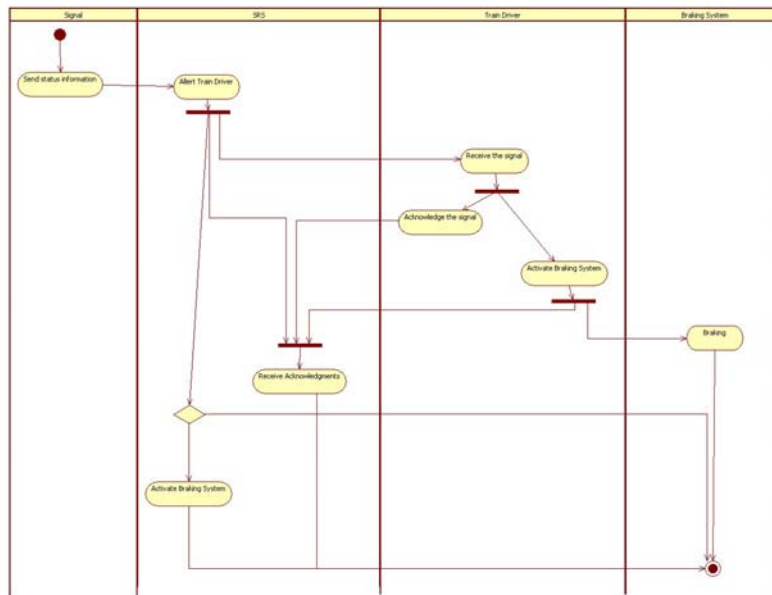 Signal
SRS
Train Driver
Braking System
Send status information
Allert Train Driver
Receive the signal
Acknowledge the signal
Activate Braking System
Braking
Receive Acknowledgments
Activate Braking System